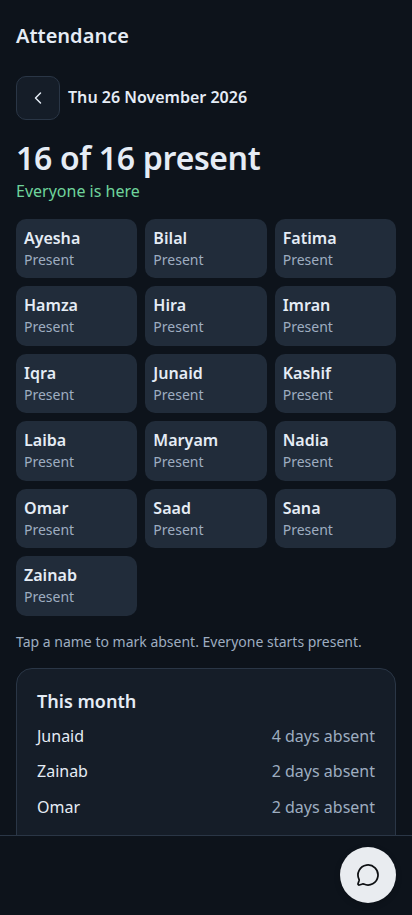 Attendance
Thu 26 November 2026
16 of 16 present
Everyone is here
Ayesha Bilal Fatima
Present Present Present
Hamza Hira Imran
Present Present Present
Iqra Junaid Kashif
Present Present Present
Laiba Maryam Nadia
Present Present Present
Omar Saad Sana
Present Present Present
Zainab
Present
Tap a name to mark absent. Everyone starts present.
This month
Junaid 4 days absent
Zainab 2 days absent
Omar 2 days absent